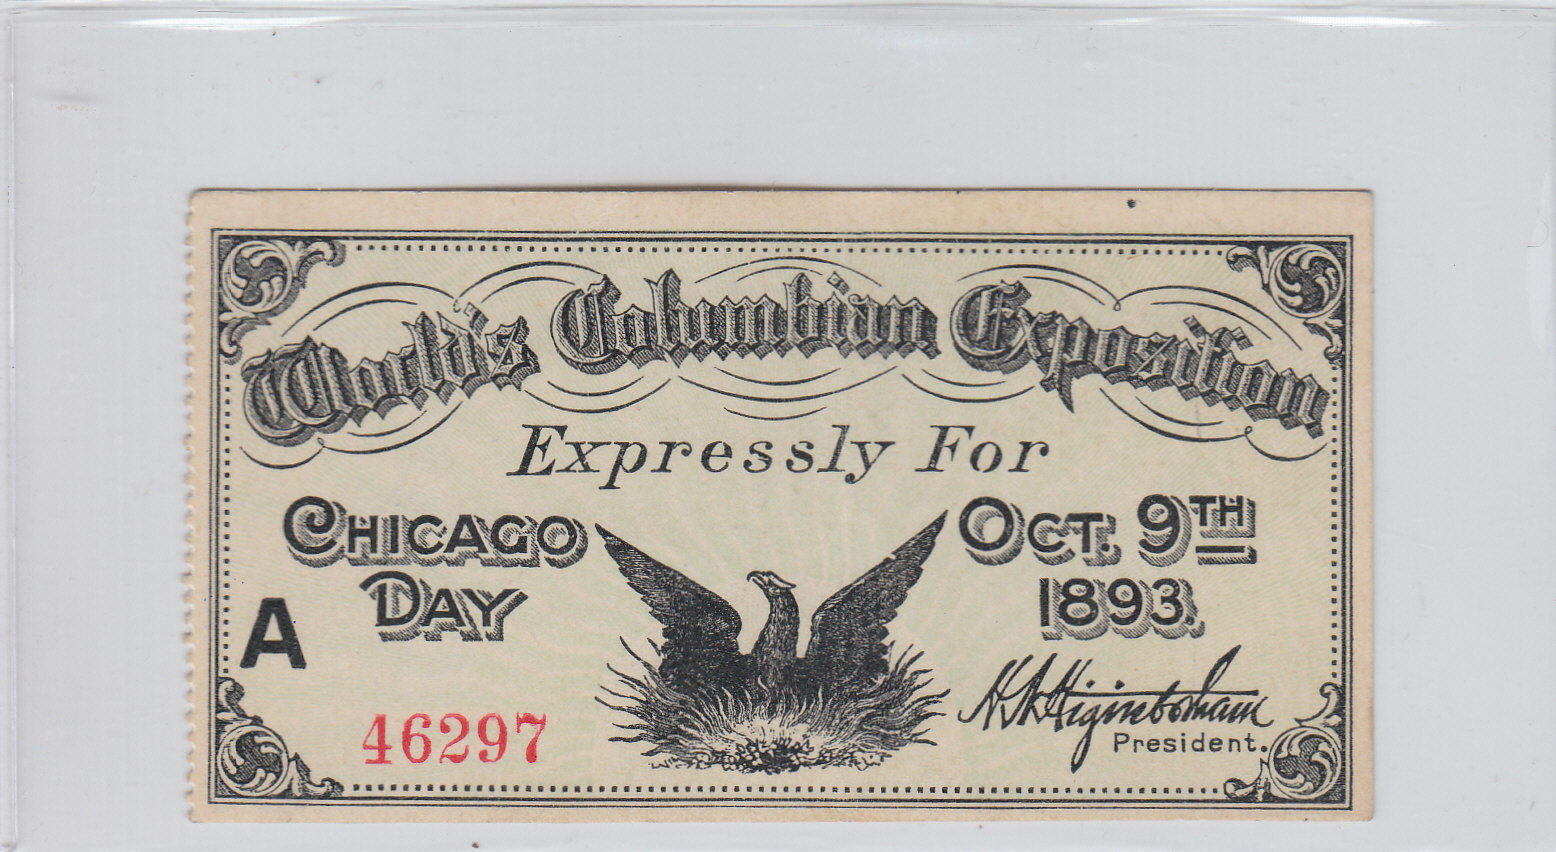 World's Columbian Exposition
Expressly For
CHICAGO
DAY
OCT. 9TH
1893.
A
46297
H. N. Higinbotham
President.